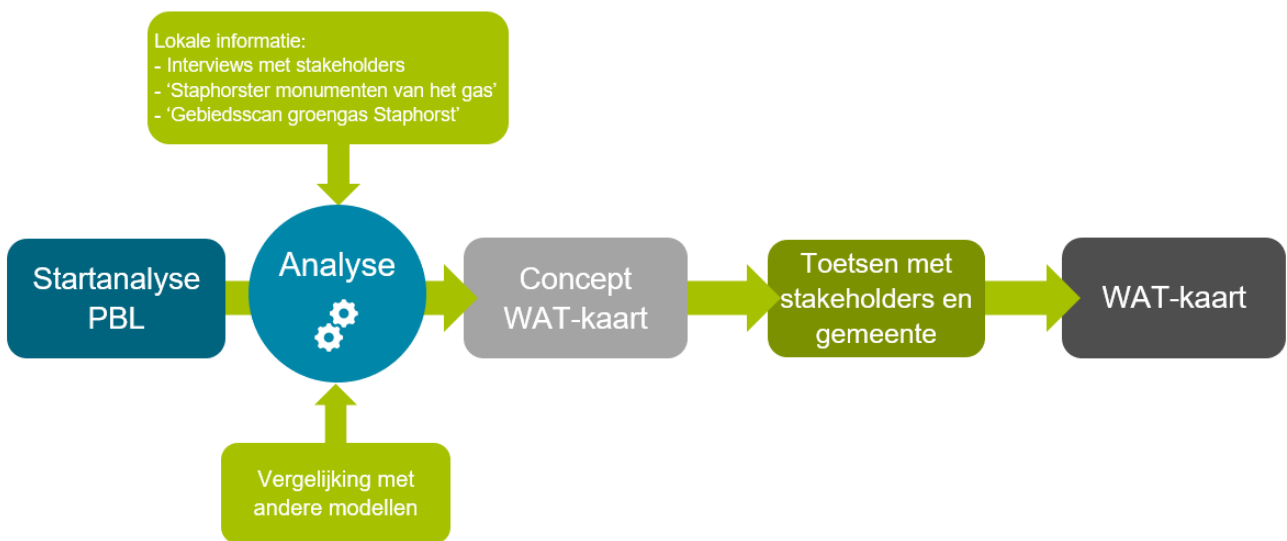 Lokale informatie:
- Interviews met stakeholders
- ‘Staphorster monumenten van het gas’
- ‘Gebiedsscan groengas Staphorst’
Startanalyse
PBL
Analyse
Concept
WAT-kaart
Toetsen met
stakeholders en
gemeente
WAT-kaart
Vergelijking met
andere modellen